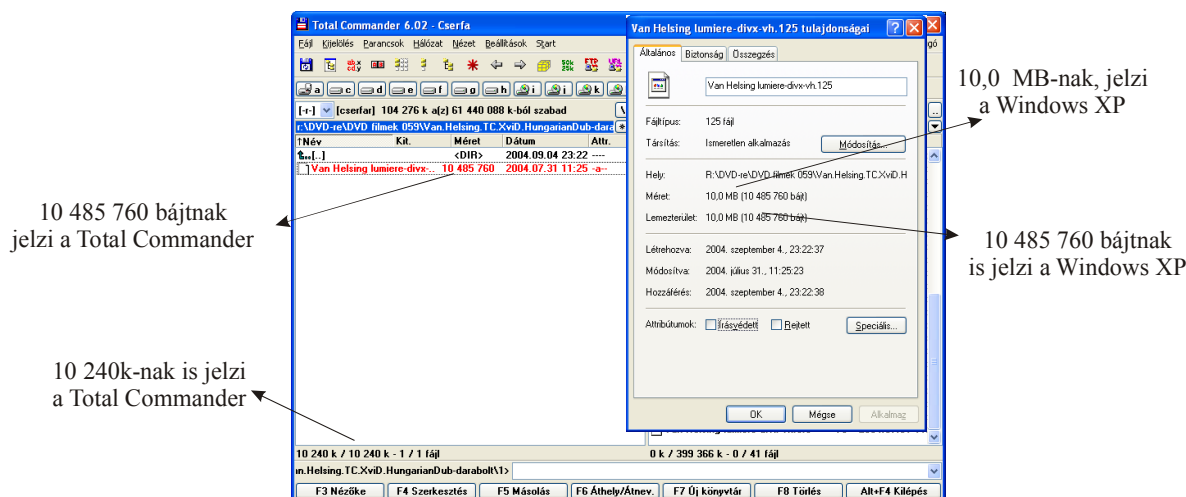 Total Commander 6.02 - Cserfa
Fájl Kijelölés Parancsok Hálózat Nézet Beállítások Start
gó
a c d e f g h i j k
[-r-] [cserfar] 104 276 k a(z) 61 440 088 k-ból szabad
r:\DVD-re\DVD filmek 059\Van.Helsing.TC.XviD.HungarianDub-dara
↑Név Kit. Méret Dátum Attr.
[..] <DIR> 2004.09.04 23:22 ----
Van Helsing lumiere-divx-.. 10 485 760 2004.07.31 11:25 -a--
10 240 k / 10 240 k - 1 / 1 fájl
0 k / 399 366 k - 0 / 41 fájl
an.Helsing.TC.XviD.HungarianDub-darabolt\1>
F3 Nézőke F4 Szerkesztés F5 Másolás F6 Áthely/Átnev. F7 Új könyvtár F8 Törlés Alt+F4 Kilépés
Van Helsing lumiere-divx-vh.125 tulajdonságai
Általános Biztonság Összegzés
Van Helsing lumiere-divx-vh.125
Fájltípus: 125 fájl
Társítás: Ismeretlen alkalmazás Módosítás...
Hely: R:\DVD-re\DVD filmek 059\Van.Helsing.TC.XviD.H
Méret: 10,0 MB (10 485 760 bájt)
Lemezterület: 10,0 MB (10 485 760 bájt)
Létrehozva: 2004. szeptember 4., 23:22:37
Módosítva: 2004. július 31., 11:25:23
Hozzáférés: 2004. szeptember 4., 23:22:38
Attribútumok: Írásvédett Rejtett Speciális...
OK Mégse Alkalmaz
10 485 760 bájtnak
jelzi a Total Commander
10 240k-nak is jelzi
a Total Commander
10,0 MB-nak, jelzi
a Windows XP
10 485 760 bájtnak
is jelzi a Windows XP